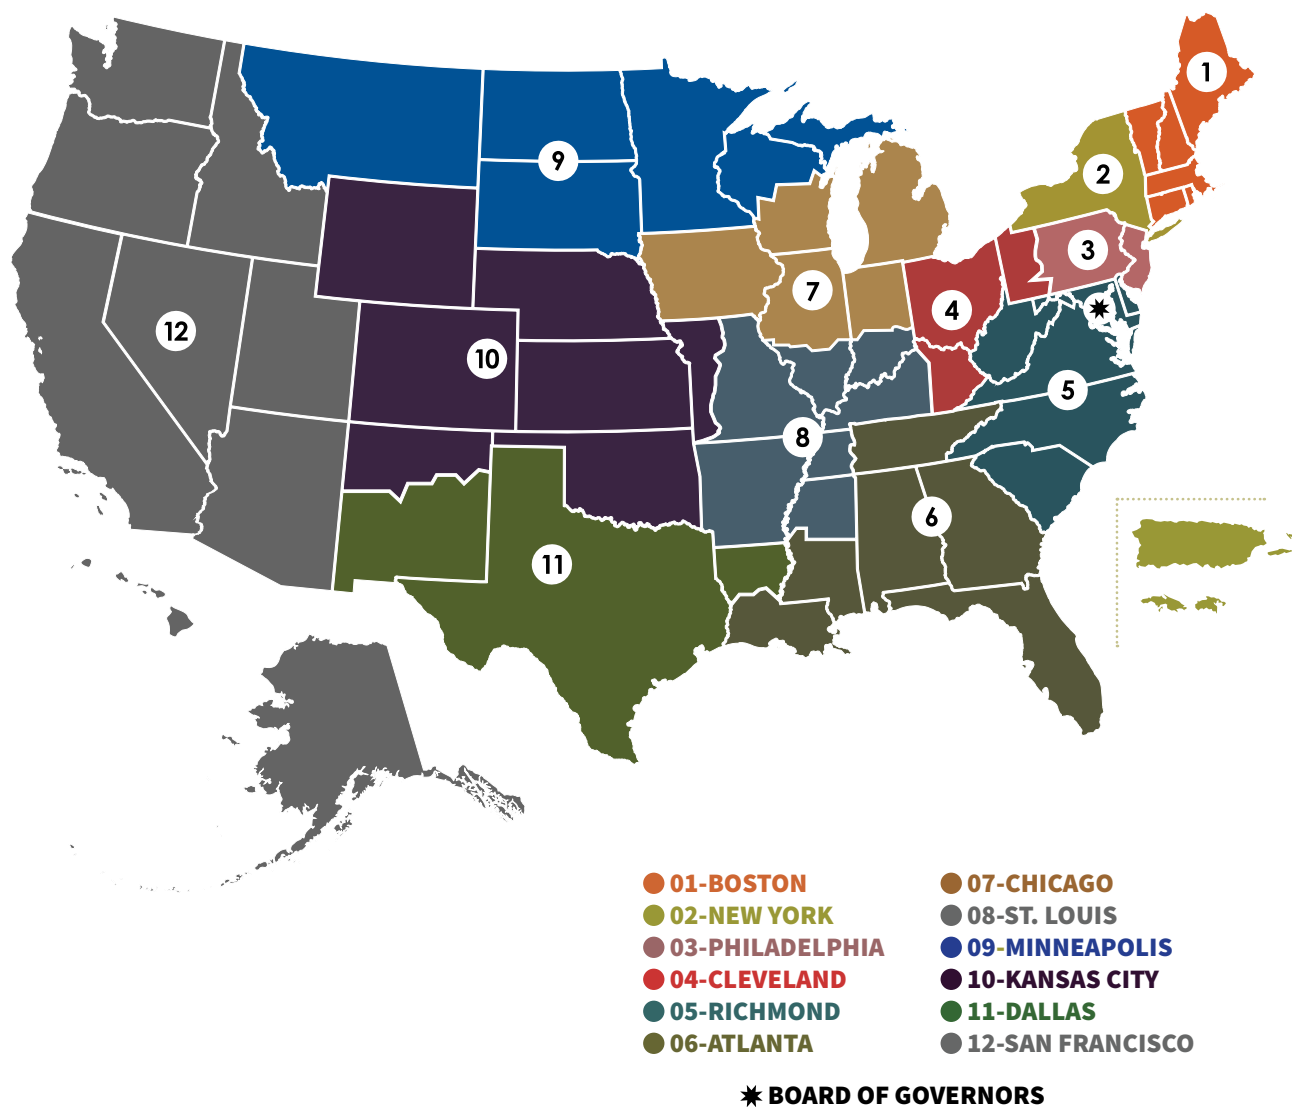 1
2
3
9
7
4
12
10
5
8
6
11
01-BOSTON
02-NEW YORK
03-PHILADELPHIA
04-CLEVELAND
05-RICHMOND
06-ATLANTA
07-CHICAGO
08-ST. LOUIS
09-MINNEAPOLIS
10-KANSAS CITY
11-DALLAS
12-SAN FRANCISCO
BOARD OF GOVERNORS